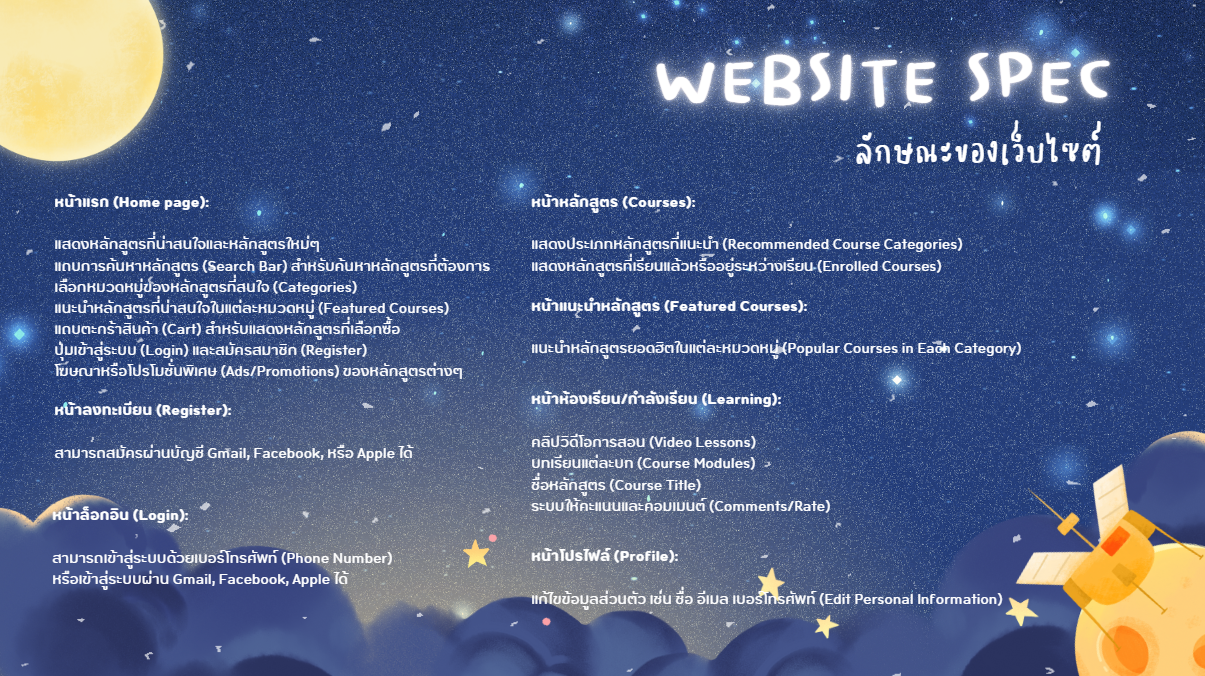 WEBSITE SPEC
ลักษณะของเว็บไซต์
หน้าแรก (Home page):
แสดงหลักสูตรที่น่าสนใจและหลักสูตรใหม่ๆ
แถบการค้นหาหลักสูตร (Search Bar) สำหรับค้นหาหลักสูตรที่ต้องการ
เลือกหมวดหมู่ของหลักสูตรที่สนใจ (Categories)
แนะนำหลักสูตรที่น่าสนใจในแต่ละหมวดหมู่ (Featured Courses)
แถบตะกร้าสินค้า (Cart) สำหรับแสดงหลักสูตรที่เลือกซื้อ
ปุ่มเข้าสู่ระบบ (Login) และสมัครสมาชิก (Register)
โฆษณาหรือโปรโมชั่นพิเศษ (Ads/Promotions) ของหลักสูตรต่างๆ
หน้าลงทะเบียน (Register):
สามารถสมัครผ่านบัญชี Gmail, Facebook, หรือ Apple ได้
หน้าล็อกอิน (Login):
สามารถเข้าสู่ระบบด้วยเบอร์โทรศัพท์ (Phone Number)
หรือเข้าสู่ระบบผ่าน Gmail, Facebook, Apple ได้
หน้าหลักสูตร (Courses):
แสดงประเภทหลักสูตรที่แนะนำ (Recommended Course Categories)
แสดงหลักสูตรที่เรียนแล้วหรืออยู่ระหว่างเรียน (Enrolled Courses)
หน้าแนะนำหลักสูตร (Featured Courses):
แนะนำหลักสูตรยอดฮิตในแต่ละหมวดหมู่ (Popular Courses in Each Category)
หน้าห้องเรียน/กำลังเรียน (Learning):
คลิปวิดีโอการสอน (Video Lessons)
บทเรียนแต่ละบท (Course Modules)
ชื่อหลักสูตร (Course Title)
ระบบให้คะแนนและคอมเมนต์ (Comments/Rate)
หน้าโปรไฟล์ (Profile):
แก้ไขข้อมูลส่วนตัว เช่น ชื่อ อีเมล เบอร์โทรศัพท์ (Edit Personal Information)